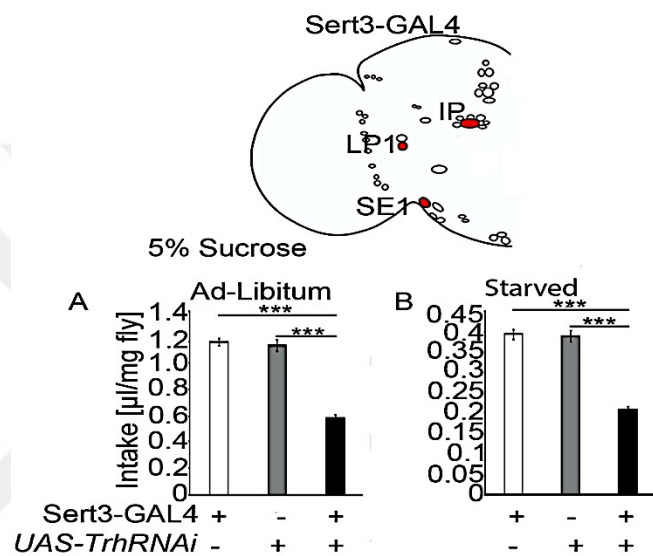 Sert3-GAL4
IP
LP1
SE1
5% Sucrose
A
Ad-Libitum
***
***
Intake [µl/mg fly]
1.4
1.2
1.0
0.8
0.6
0.4
0.2
0
B
Starved
***
***
0.45
0.4
0.35
0.3
0.25
0.2
0.15
0.1
0.05
0
Sert3-GAL4 + - + + - +
UAS-TrhRNAi - + + - + +